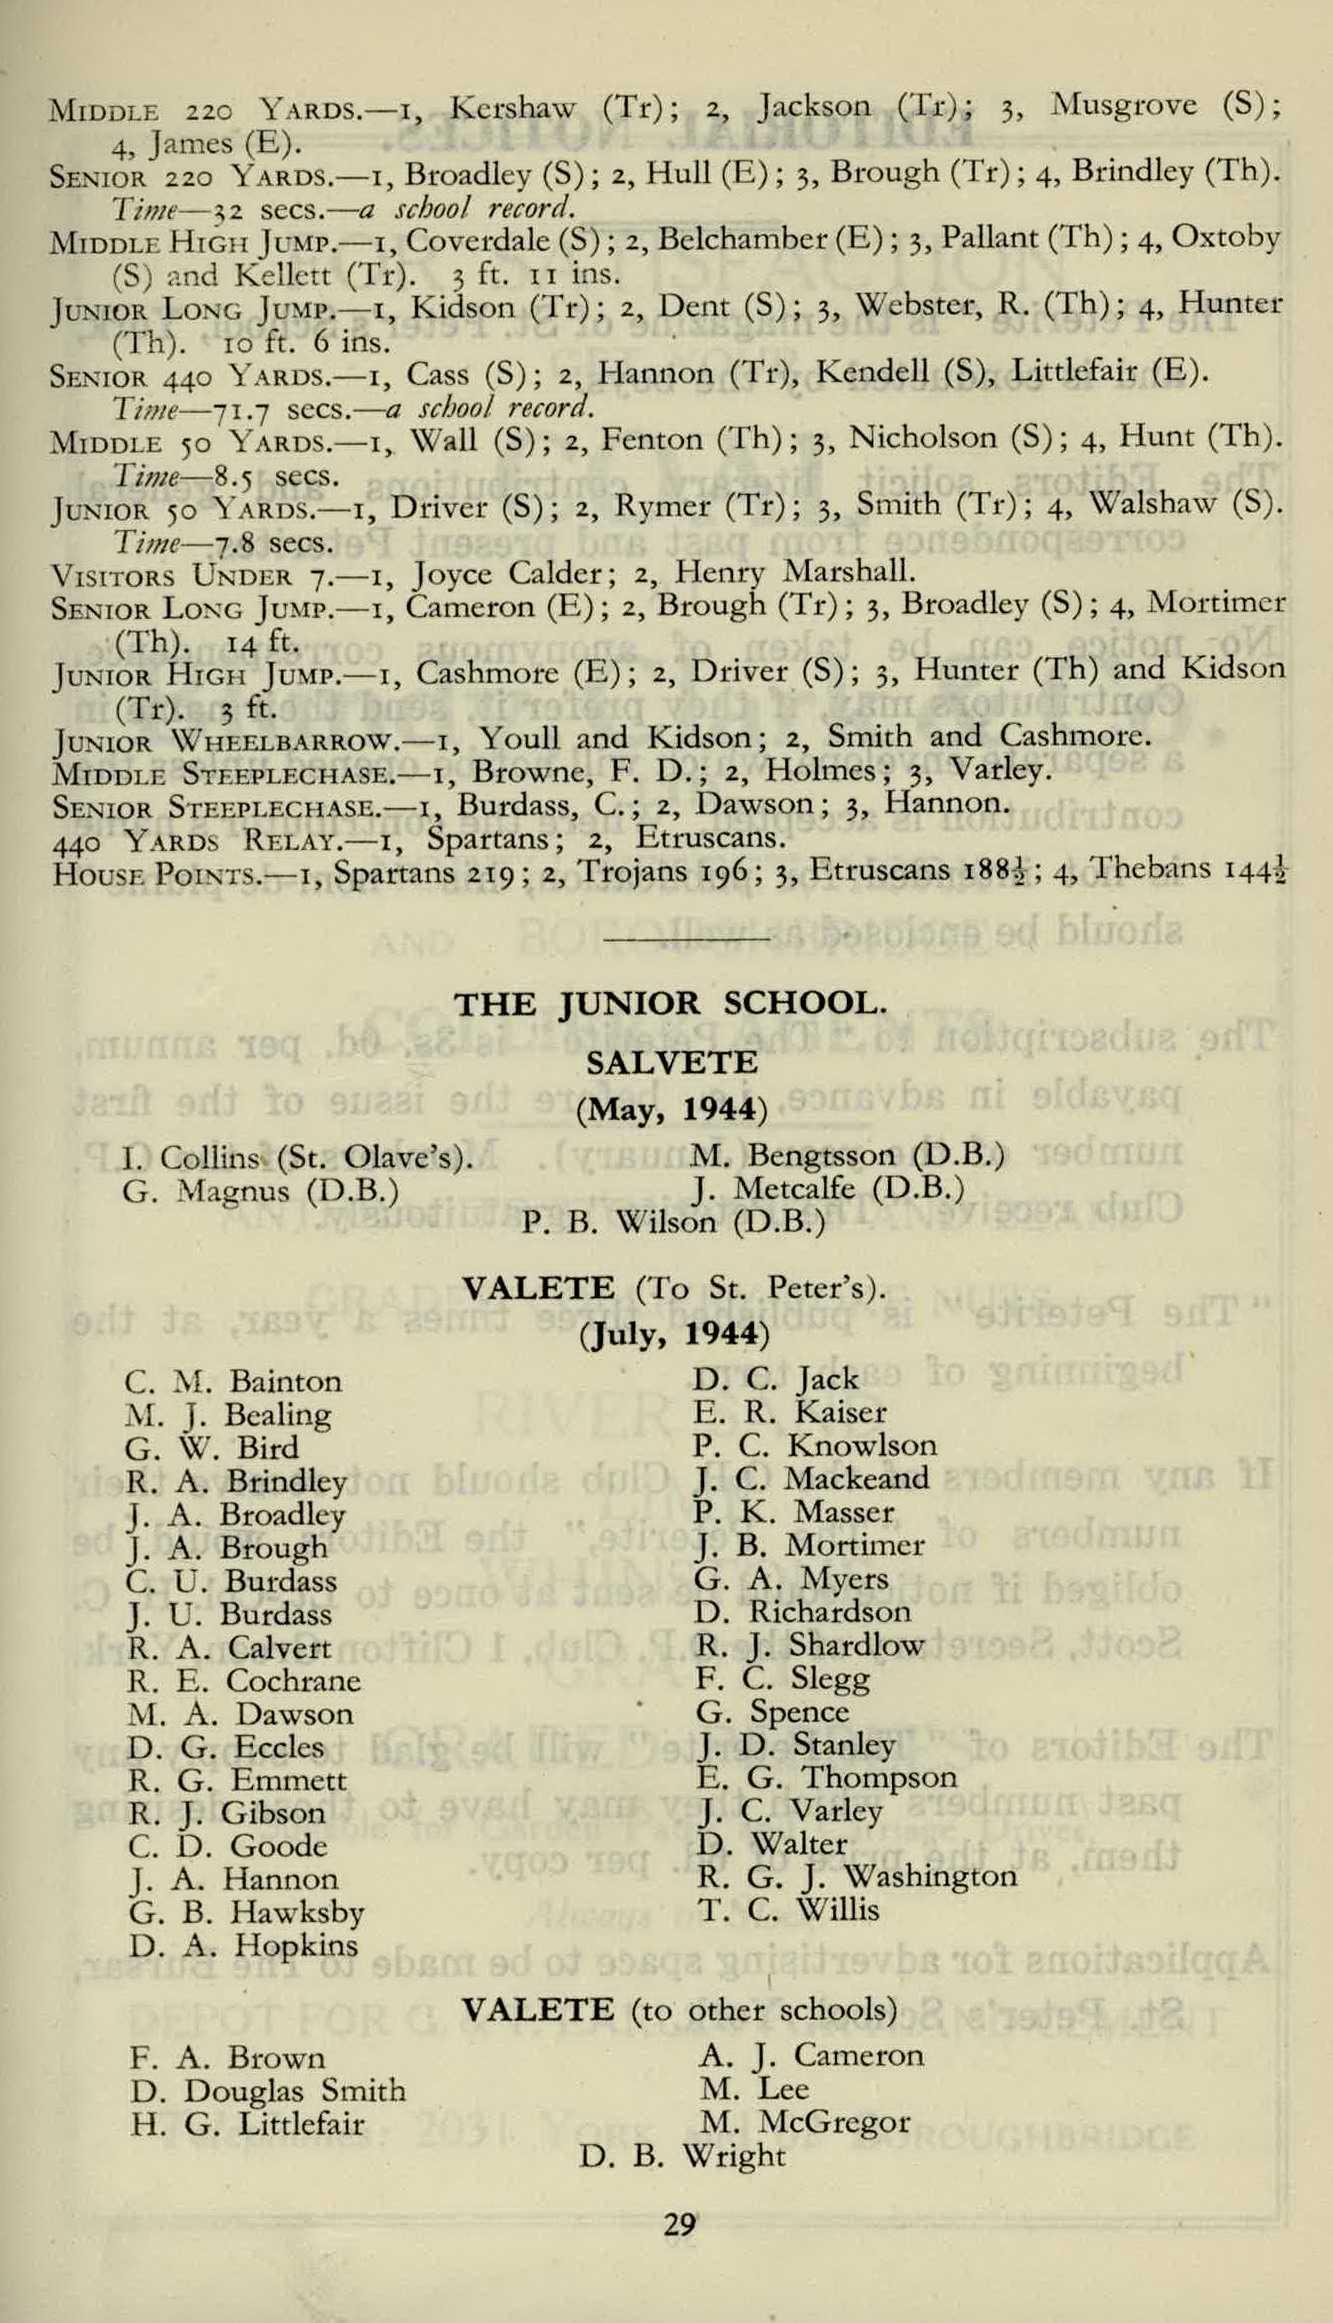 MIDDLE 220 YARDS.—1, Kershaw (Tr); 2, Jackson (Tr); 3, Musgrove (S);
4, James (E).
SENIOR 220 YARDS.—1, Broadley (S); 2, Hull (E); 3, Brough (Tr); 4, Brindley (Th).
Time—32 secs.—a school record.
MIDDLE HIGH JUMP.—1, Coverdale (S); 2, Belchamber (E); 3, Pallant (Th); 4, Oxtoby
(S) and Kellett (Tr). 3 ft. 11 ins.
JUNIOR LONG JUMP.—1, Kidson (Tr); 2, Dent (S); 3, Webster, R. (Th); 4, Hunter
(Th). 10 ft. 6 ins.
SENIOR 440 YARDS.—1, Cass (S); 2, Hannon (Tr), Kendell (S), Littlefair (E).
Time—71.7 secs.—a school record.
MIDDLE 50 YARDS.—1, Wall (S); 2, Fenton (Th); 3, Nicholson (S); 4, Hunt (Th).
Time—8.5 secs.
JUNIOR 50 YARDS.—1, Driver (S); 2, Rymer (Tr); 3, Smith (Tr); 4, Walshaw (S).
Time—7.8 secs.
VISITORS UNDER 7.—1, Joyce Calder; 2, Henry Marshall.
SENIOR LONG JUMP.—1, Cameron (E); 2, Brough (Tr); 3, Broadley (S); 4, Mortimer
(Th). 14 ft.
JUNIOR HIGH JUMP.—1, Cashmore (E); 2, Driver (S); 3, Hunter (Th) and Kidson
(Tr). 3 ft.
JUNIOR WHEELBARROW.—1, Youll and Kidson; 2, Smith and Cashmore.
MIDDLE STEEPLECHASE.—1, Browne, F. D.; 2, Holmes; 3, Varley.
SENIOR STEEPLECHASE.—1, Burdass, C.; 2, Dawson; 3, Hannon.
440 YARDS RELAY.—1, Spartans; 2, Etruscans.
HOUSE POINTS.—1, Spartans 219; 2, Trojans 196; 3, Etruscans 188½; 4, Thebans 144½
THE JUNIOR SCHOOL.
SALVETE
(May, 1944)
I. Collins (St. Olave's). M. Bengtsson (D.B.)
G. Magnus (D.B.) J. Metcalfe (D.B.)
P. B. Wilson (D.B.)
VALETE (To St. Peter's).
(July, 1944)
C. M. Bainton
M. J. Bealing
G. W. Bird
R. A. Brindley
J. A. Broadley
J. A. Brough
C. U. Burdass
J. U. Burdass
R. A. Calvert
R. E. Cochrane
M. A. Dawson
D. G. Eccles
R. G. Emmett
R. J. Gibson
C. D. Goode
J. A. Hannon
G. B. Hawksby
D. A. Hopkins
D. C. Jack
E. R. Kaiser
P. C. Knowlson
J. C. Mackeand
P. K. Masser
J. B. Mortimer
G. A. Myers
D. Richardson
R. J. Shardlow
F. C. Slegg
G. Spence
J. D. Stanley
E. G. Thompson
J. C. Varley
D. Walter
R. G. J. Washington
T. C. Willis
VALETE (to other schools)
F. A. Brown
D. Douglas Smith
H. G. Littlefair
A. J. Cameron
M. Lee
M. McGregor
D. B. Wright
29